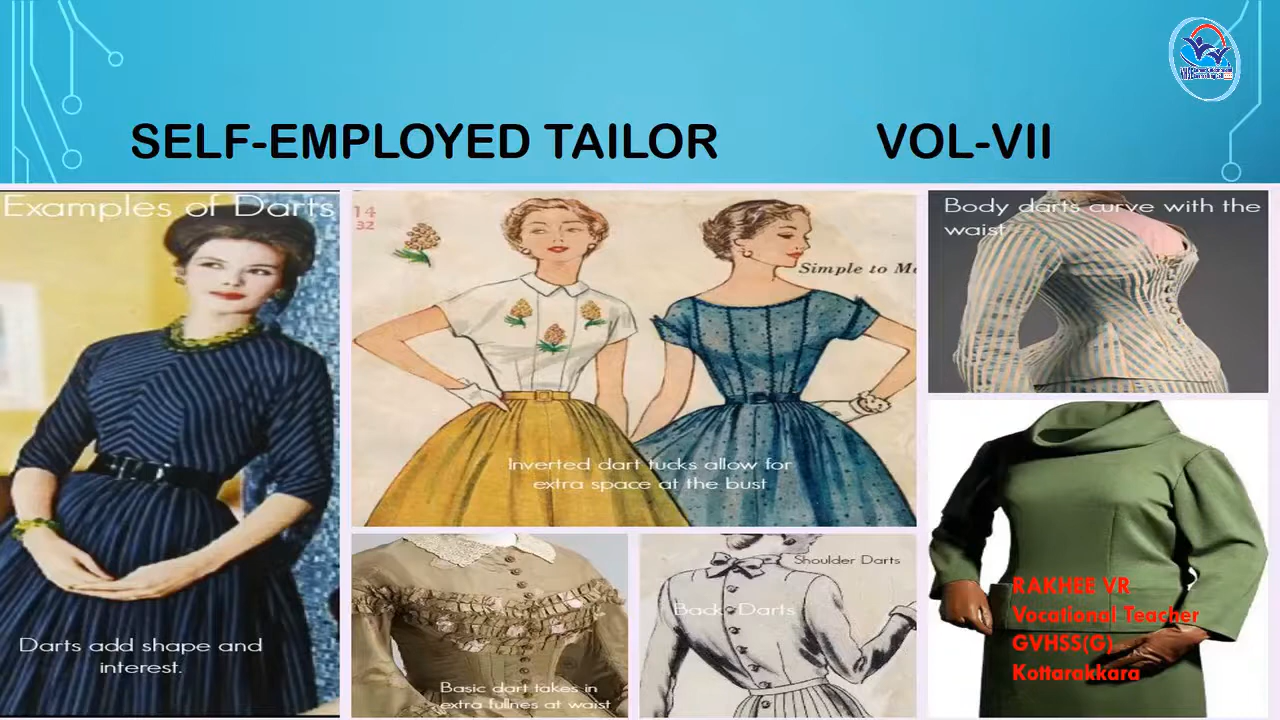 SELF-EMPLOYED TAILOR VOL-VII
Examples of Darts
Darts add shape and
interest.
14
32
Simple to M
Inverted dart tucks allow for
extra space at the bust
Body darts curve with the
waist
Basic dart takes in
extra fullnes at waist
Shoulder Darts
Back Darts
RAKHEE VR
Vocational Teacher
GVHSS(G)
Kottarakkara